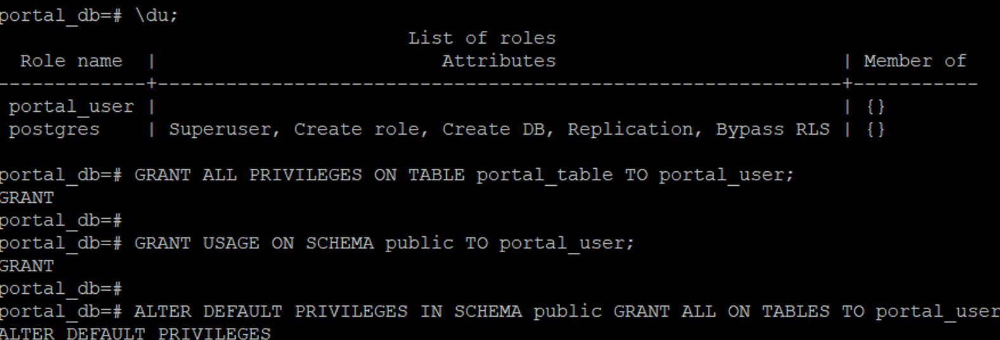 portal_db=# \du;
List of roles
Role name | Attributes | Member of
-------------+------------------------------------------------------------+-----------
portal_user | | {}
postgres | Superuser, Create role, Create DB, Replication, Bypass RLS | {}
portal_db=# GRANT ALL PRIVILEGES ON TABLE portal_table TO portal_user;
GRANT
portal_db=#
portal_db=# GRANT USAGE ON SCHEMA public TO portal_user;
GRANT
portal_db=#
portal_db=# ALTER DEFAULT PRIVILEGES IN SCHEMA public GRANT ALL ON TABLES TO portal_user
ALTER DEFAULT PRIVILEGES